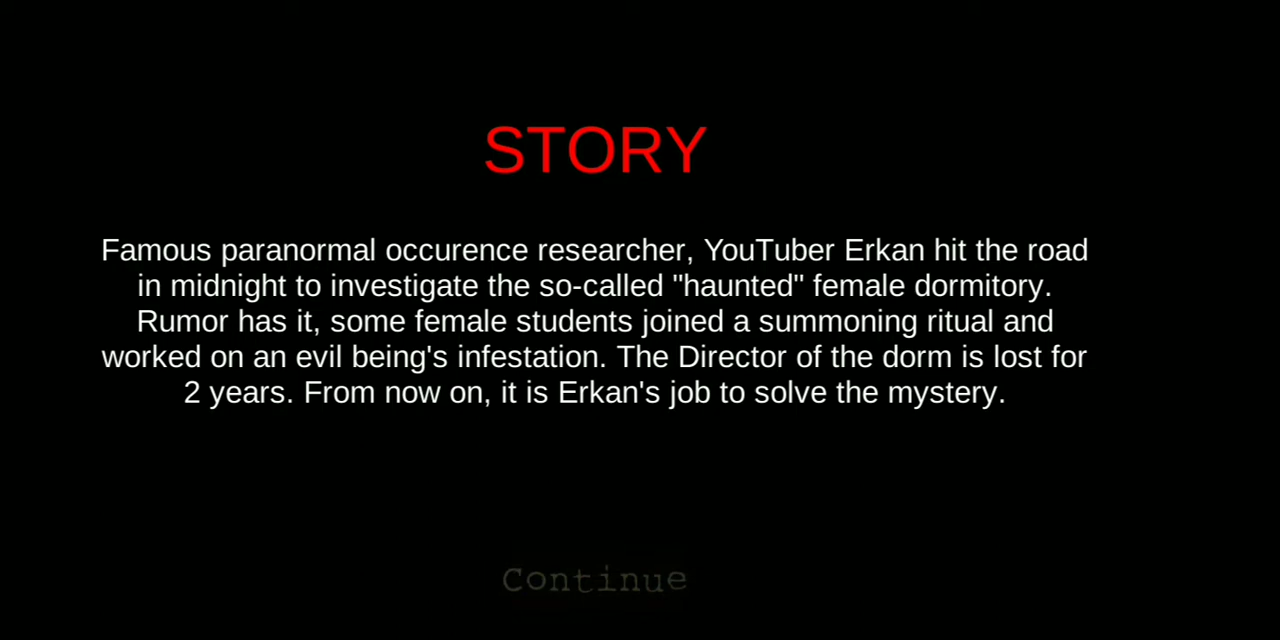 STORY
Famous paranormal occurence researcher, YouTuber Erkan hit the road
in midnight to investigate the so-called "haunted" female dormitory.
Rumor has it, some female students joined a summoning ritual and
worked on an evil being's infestation. The Director of the dorm is lost for
2 years. From now on, it is Erkan's job to solve the mystery.
Continue